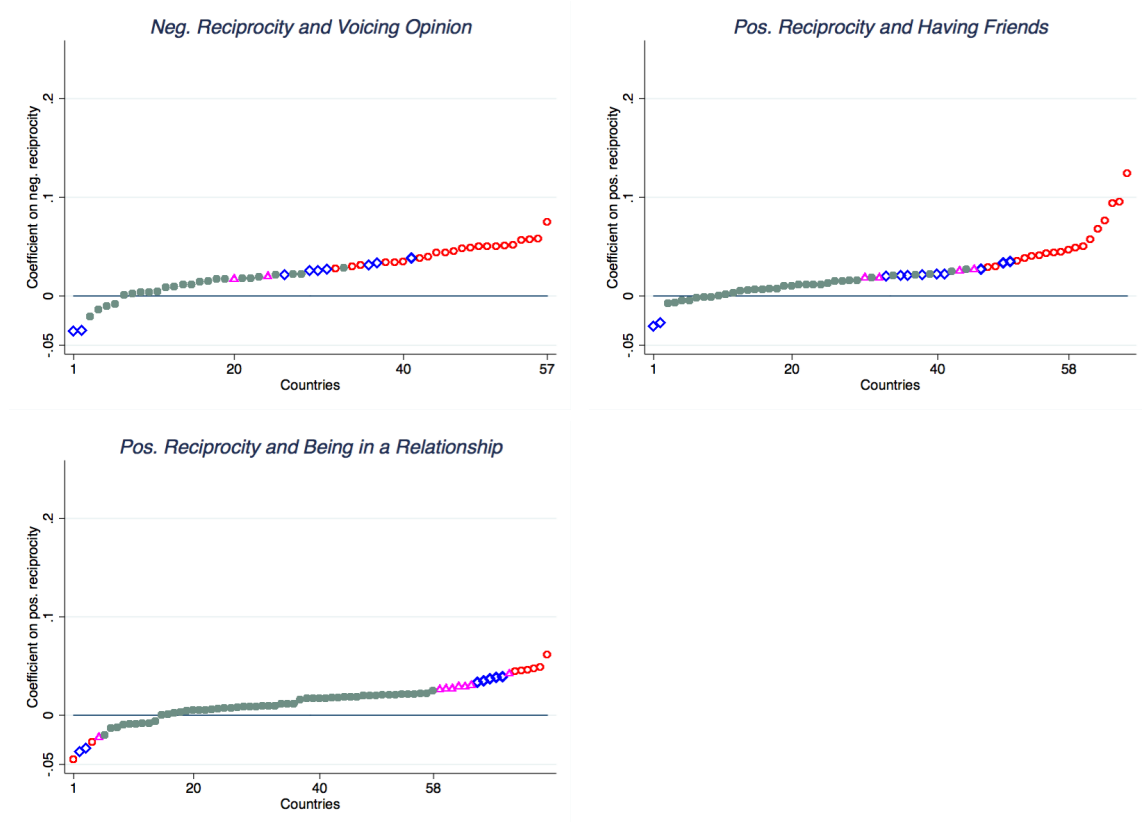 Neg. Reciprocity and Voicing Opinion
Coefficient on neg. reciprocity
.2
.1
0
-.05
1
20
40
57
Countries
Pos. Reciprocity and Having Friends
Coefficient on pos. reciprocity
.2
.1
0
-.05
1
20
40
58
Countries
Pos. Reciprocity and Being in a Relationship
Coefficient on pos. reciprocity
.2
.1
0
-.05
1
20
40
58
Countries